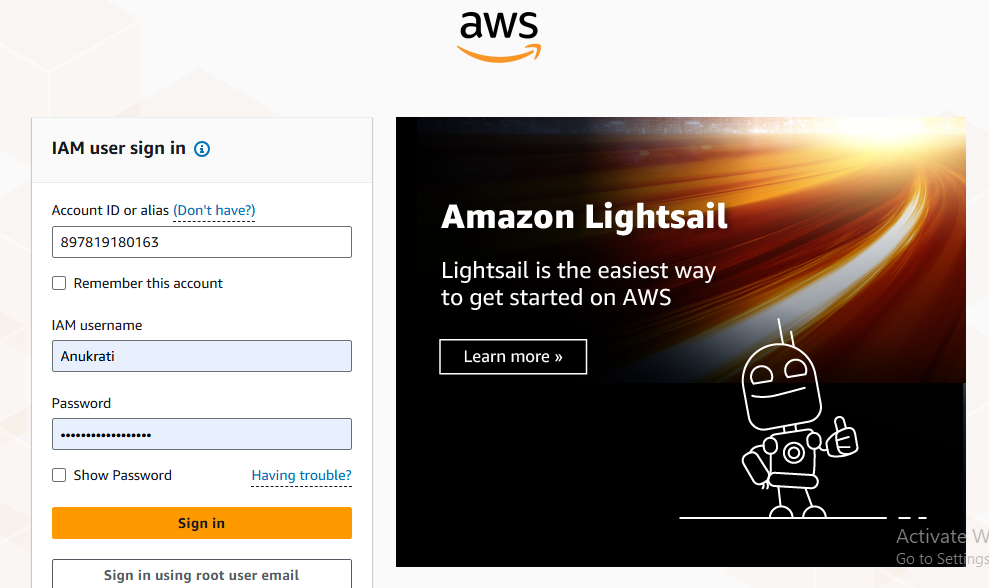 aws
IAM user sign in
Account ID or alias (Don't have?)
897819180163
Remember this account
IAM username
Anukrati
Password
••••••••••••••••••
Show Password
Having trouble?
Sign in
Sign in using root user email
Amazon Lightsail
Lightsail is the easiest way
to get started on AWS
Learn more »
Activate W
Go to Settings